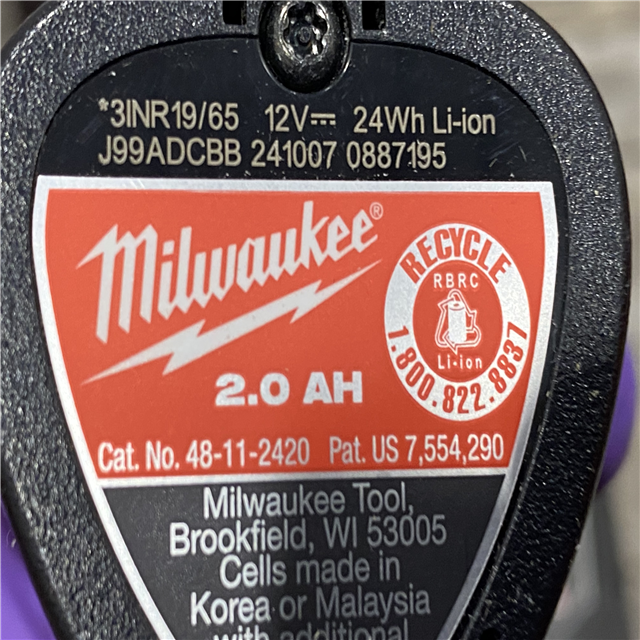 *3INR19/65 12V⎓ 24Wh Li-ion
J99ADCBB 241007 0887195
Milwaukee®
RECYCLE
RBRC
Li-ion
1.800.822.8837
2.0 AH
Cat. No. 48-11-2420 Pat. US 7,554,290
Milwaukee Tool,
Brookfield, WI 53005
Cells made in
Korea or Malaysia
with additional